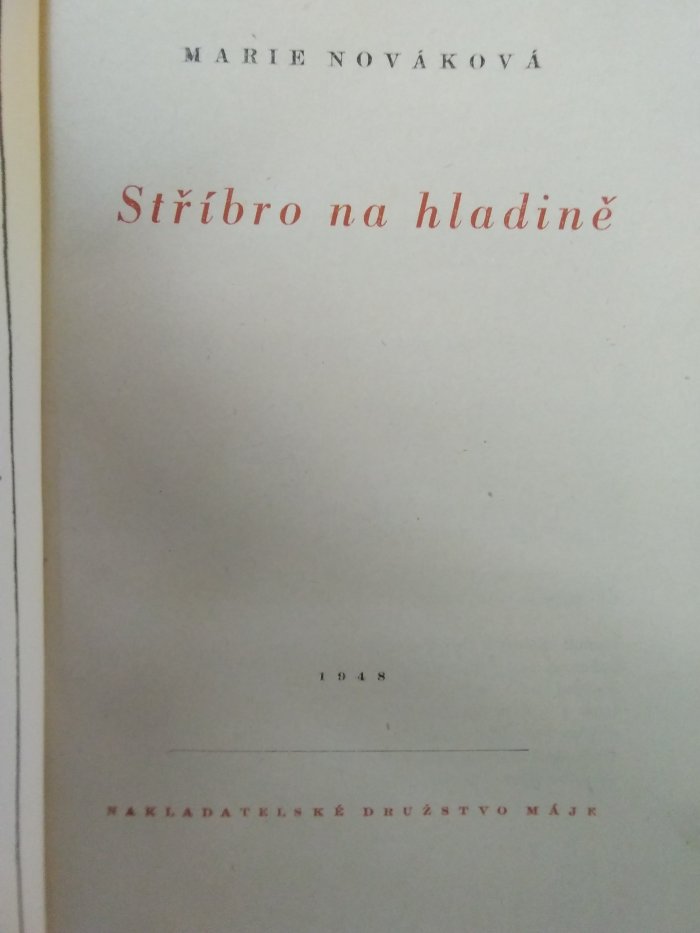 MARIE NOVÁKOVÁ
Stříbro na hladině
1948
NAKLADATELSKÉ DRUŽSTVO MÁJE